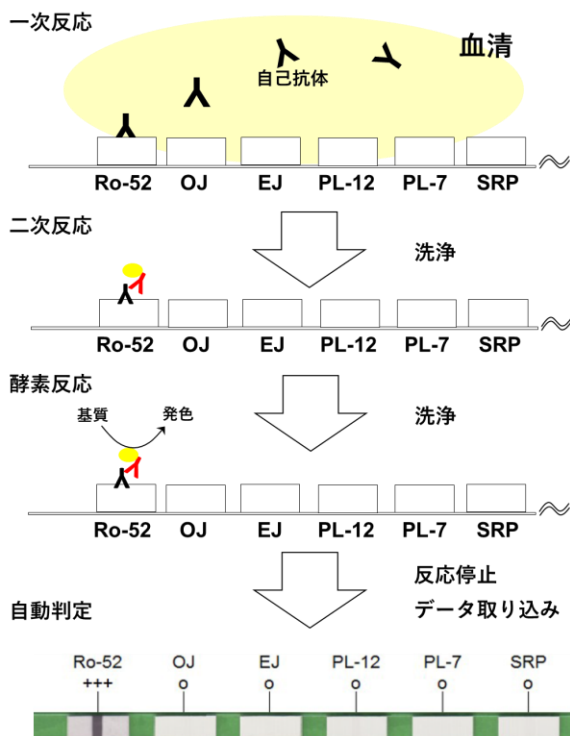 一次反応
血清
自己抗体
Ro-52 OJ EJ PL-12 PL-7 SRP
二次反応
洗浄
Ro-52 OJ EJ PL-12 PL-7 SRP
酵素反応
洗浄
基質 発色
Ro-52 OJ EJ PL-12 PL-7 SRP
反応停止
データ取り込み
自動判定
Ro-52 OJ EJ PL-12 PL-7 SRP
+++ o o o o o